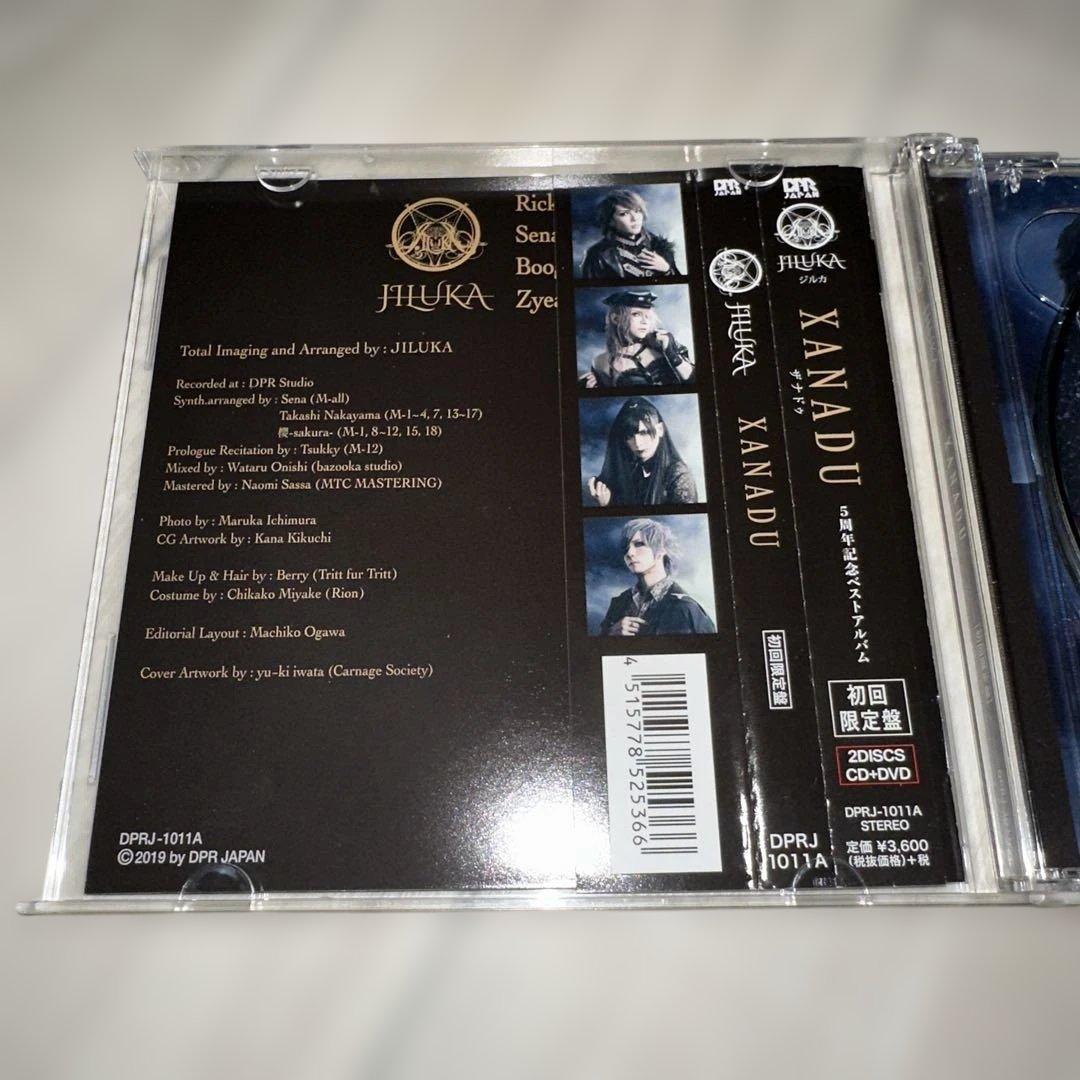 JILUKA
Rick
Sena
Boog
Zyea
Total Imaging and Arranged by : JILUKA
Recorded at : DPR Studio
Synth.arranged by : Sena (M-all)
Takashi Nakayama (M-1~4, 7, 13~17)
櫻-sakura- (M-1, 8~12, 15, 18)
Prologue Recitation by : Tsukky (M-12)
Mixed by : Wataru Onishi (bazooka studio)
Mastered by : Naomi Sassa (MTC MASTERING)
Photo by : Maruka Ichimura
CG Artwork by : Kana Kikuchi
Make Up & Hair by : Berry (Tritt fur Tritt)
Costume by : Chikako Miyake (Rion)
Editorial Layout : Machiko Ogawa
Cover Artwork by : yu-ki iwata (Carnage Society)
DPRJ-1011A
©2019 by DPR JAPAN
4 515778 525366
DPR
JAPAN
JILUKA
XANADU
初回限定盤
DPRJ
1011A
DPR
JAPAN
JILUKA
ジルカ
XANADU
ザナドゥ
5周年記念ベストアルバム
初回
限定盤
2DISCS
CD+DVD
DPRJ-1011A
STEREO
定価 ¥3,600
(税抜価格)+税